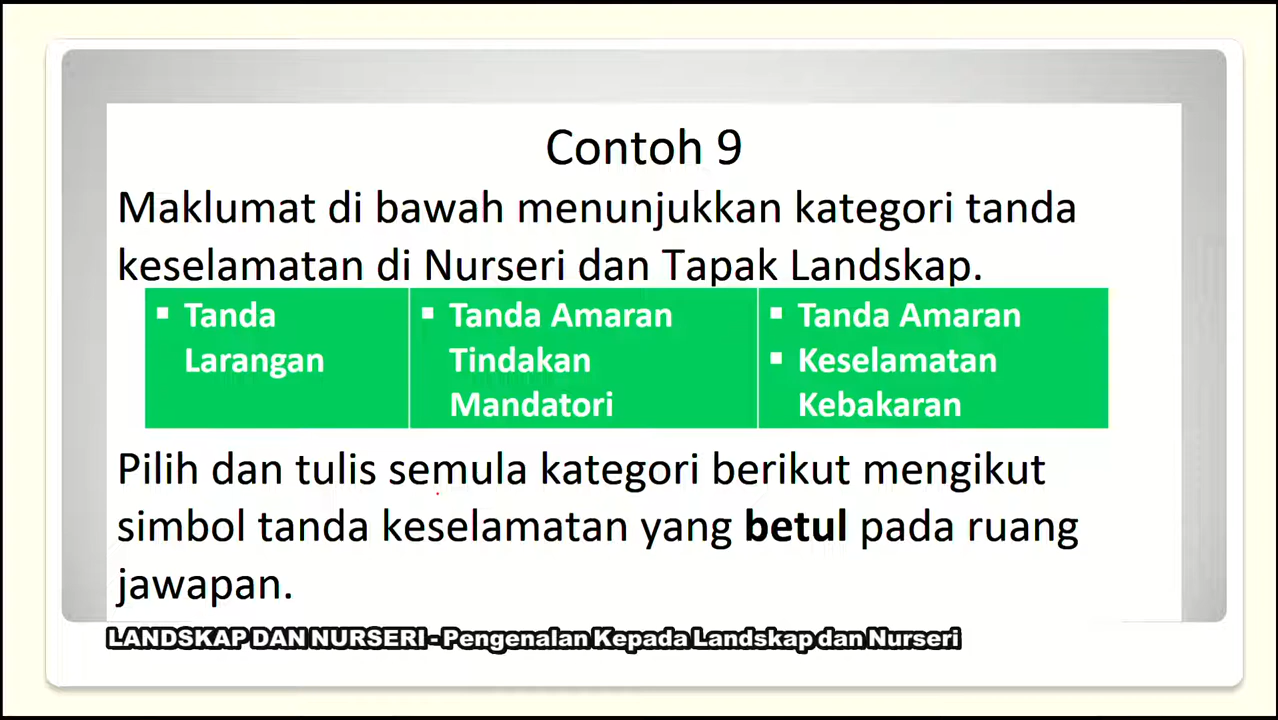 Contoh 9
Maklumat di bawah menunjukkan kategori tanda
keselamatan di Nurseri dan Tapak Landskap.
▪ Tanda
Larangan
▪ Tanda Amaran
Tindakan
Mandatori
▪ Tanda Amaran
▪ Keselamatan
Kebakaran
Pilih dan tulis semula kategori berikut mengikut
simbol tanda keselamatan yang betul pada ruang
jawapan.
LANDSKAP DAN NURSERI - Pengenalan Kepada Landskap dan Nurseri